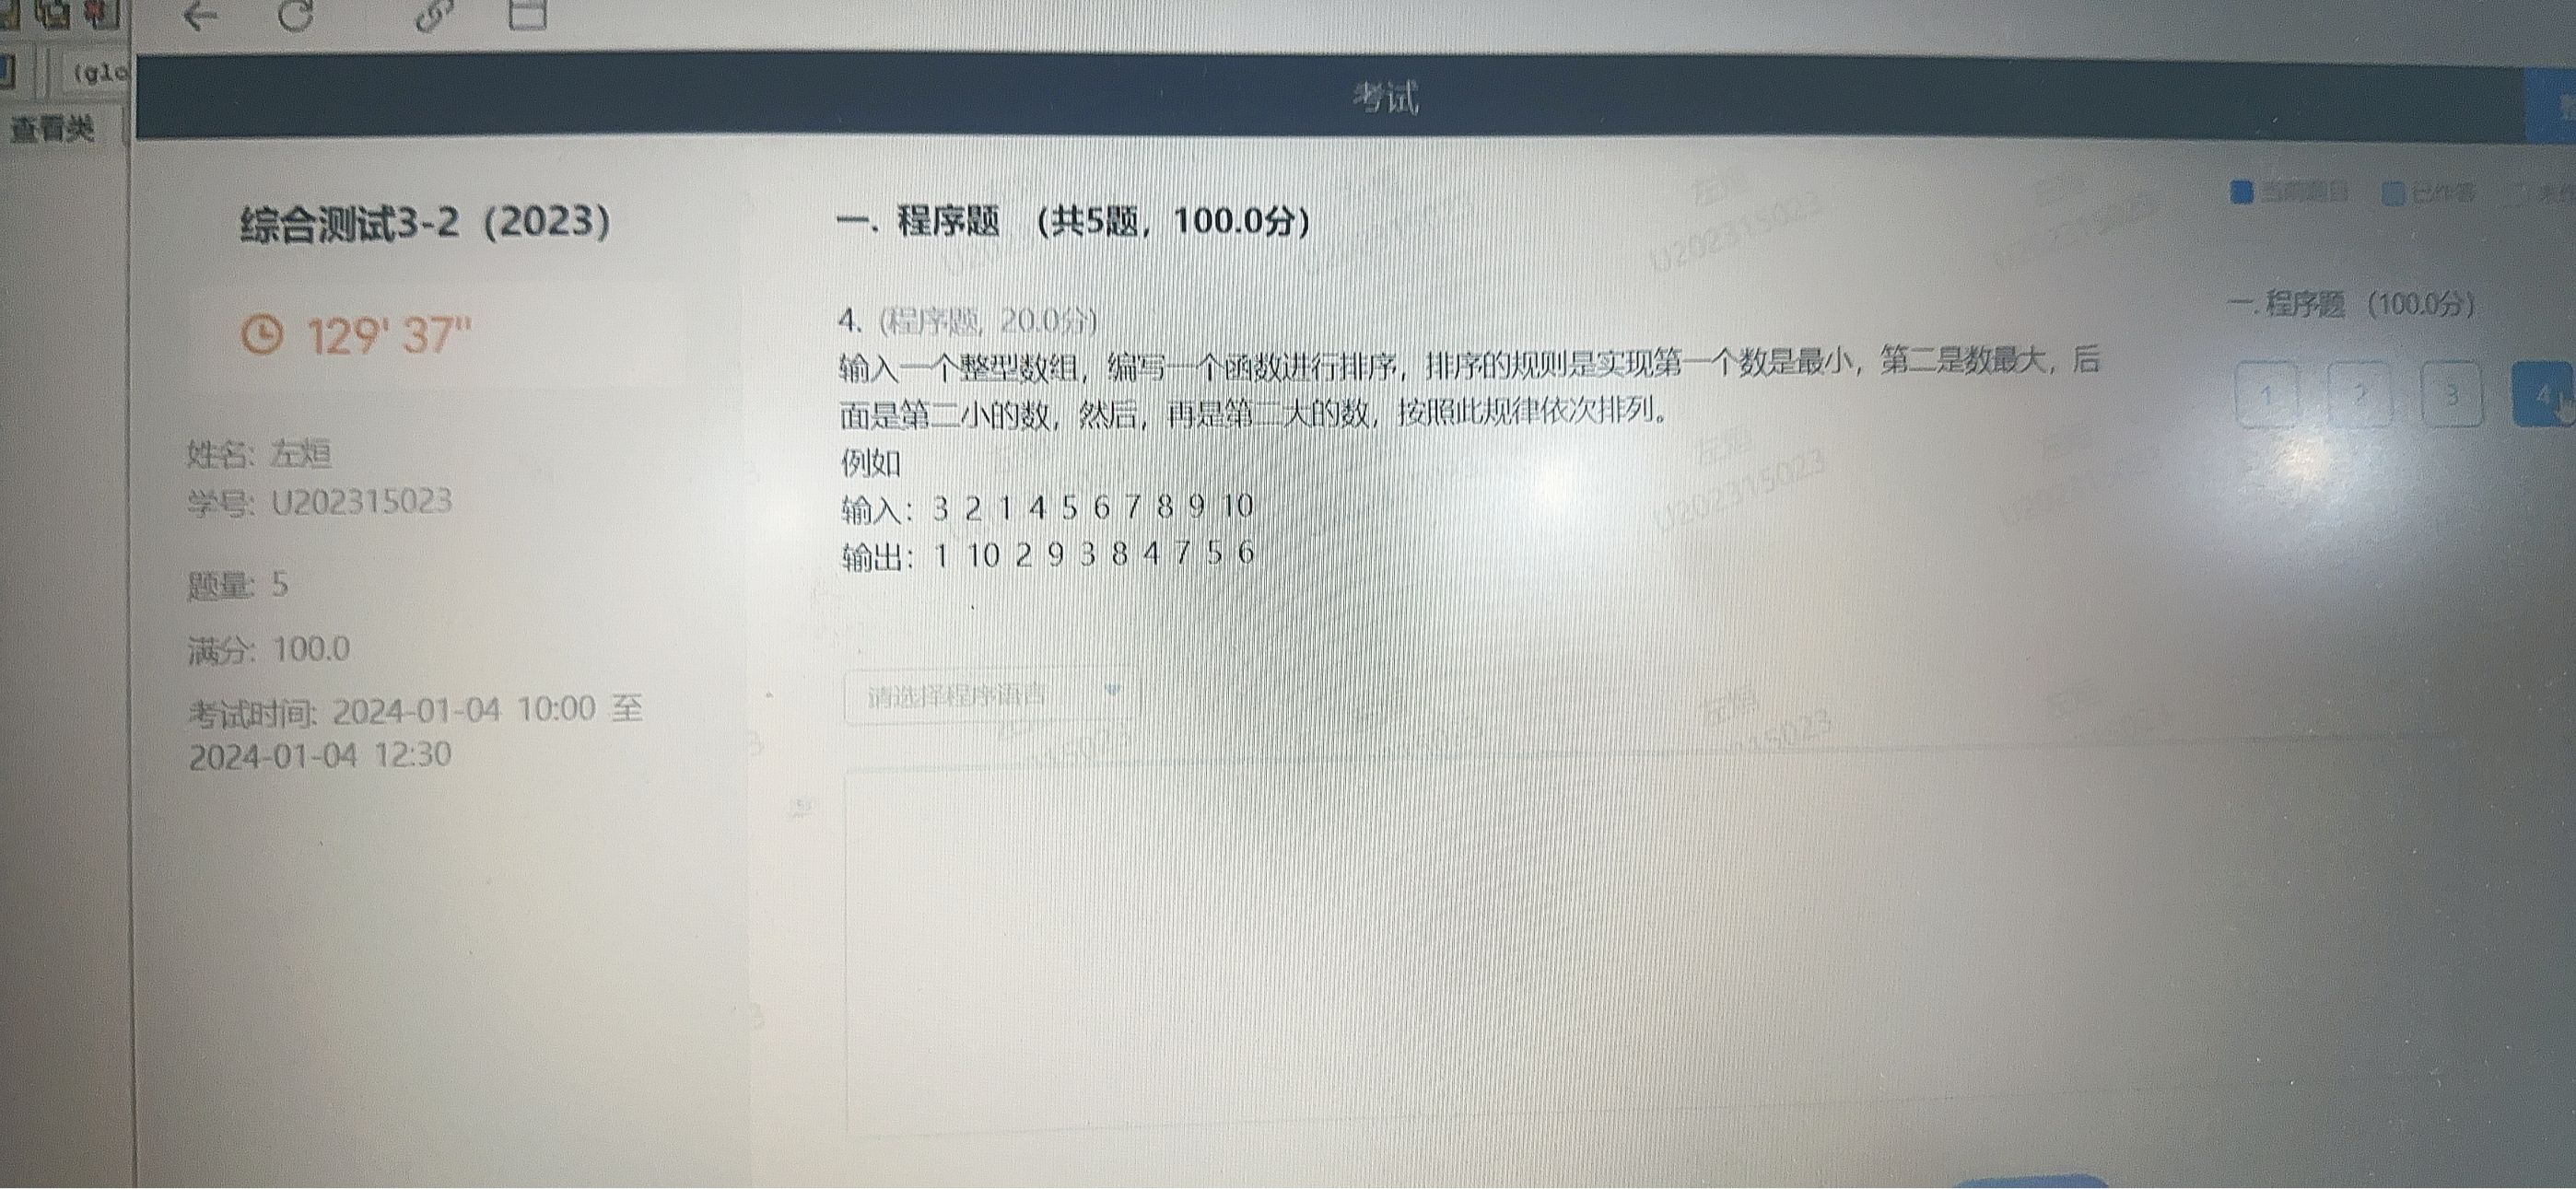 (glo
查看类
考试
综合测试3-2（2023）
129' 37"
姓名: 左烜
学号: U202315023
题量: 5
满分: 100.0
考试时间: 2024-01-04 10:00 至
2024-01-04 12:30
一. 程序题 （共5题，100.0分）
4. (程序题, 20.0分)
输入一个整型数组，编写一个函数进行排序，排序的规则是实现第一个数是最小，第二是数最大，后
面是第二小的数，然后，再是第二大的数，按照此规律依次排列。
例如
输入：3 2 1 4 5 6 7 8 9 10
输出：1 10 2 9 3 8 4 7 5 6
请选择程序语言
当前题目 已作答
一. 程序题 (100.0分)
1 2 3 4
U202315023
U202315023